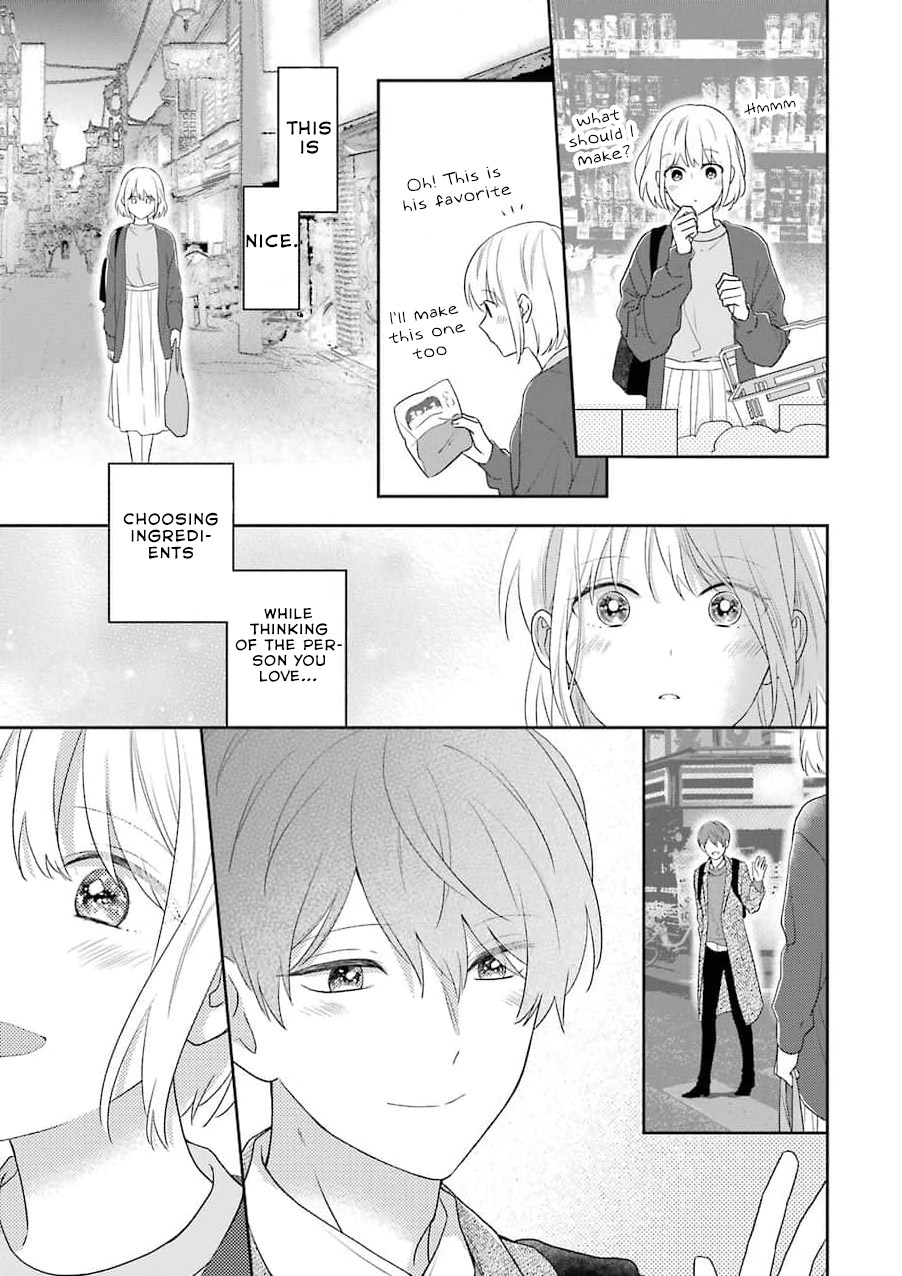 Hmmm
What
should I
make?
Oh! This is
his favorite
I'll make
this one
too
THIS
IS
NICE.
CHOOSING
INGREDI-
ENTS
WHILE
THINKING
OF THE PER-
SON YOU
LOVE...